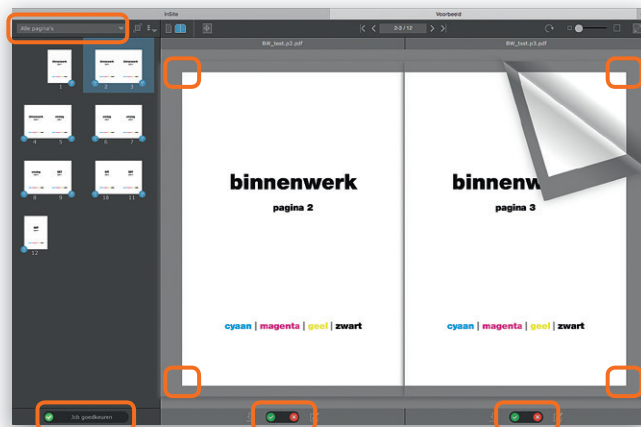 InSite
Voorbeeld
Alle pagina's
2-3 / 12
BW_test.p2.pdf
BW_test.p3.pdf
1
2
3
4
5
6
7
8
9
10
11
12
binnenwerk
pagina 2
cyaan | magenta | geel | zwart
binnenw
pagina 3
cyaan | magenta | geel | zwart
Job goedkeuren